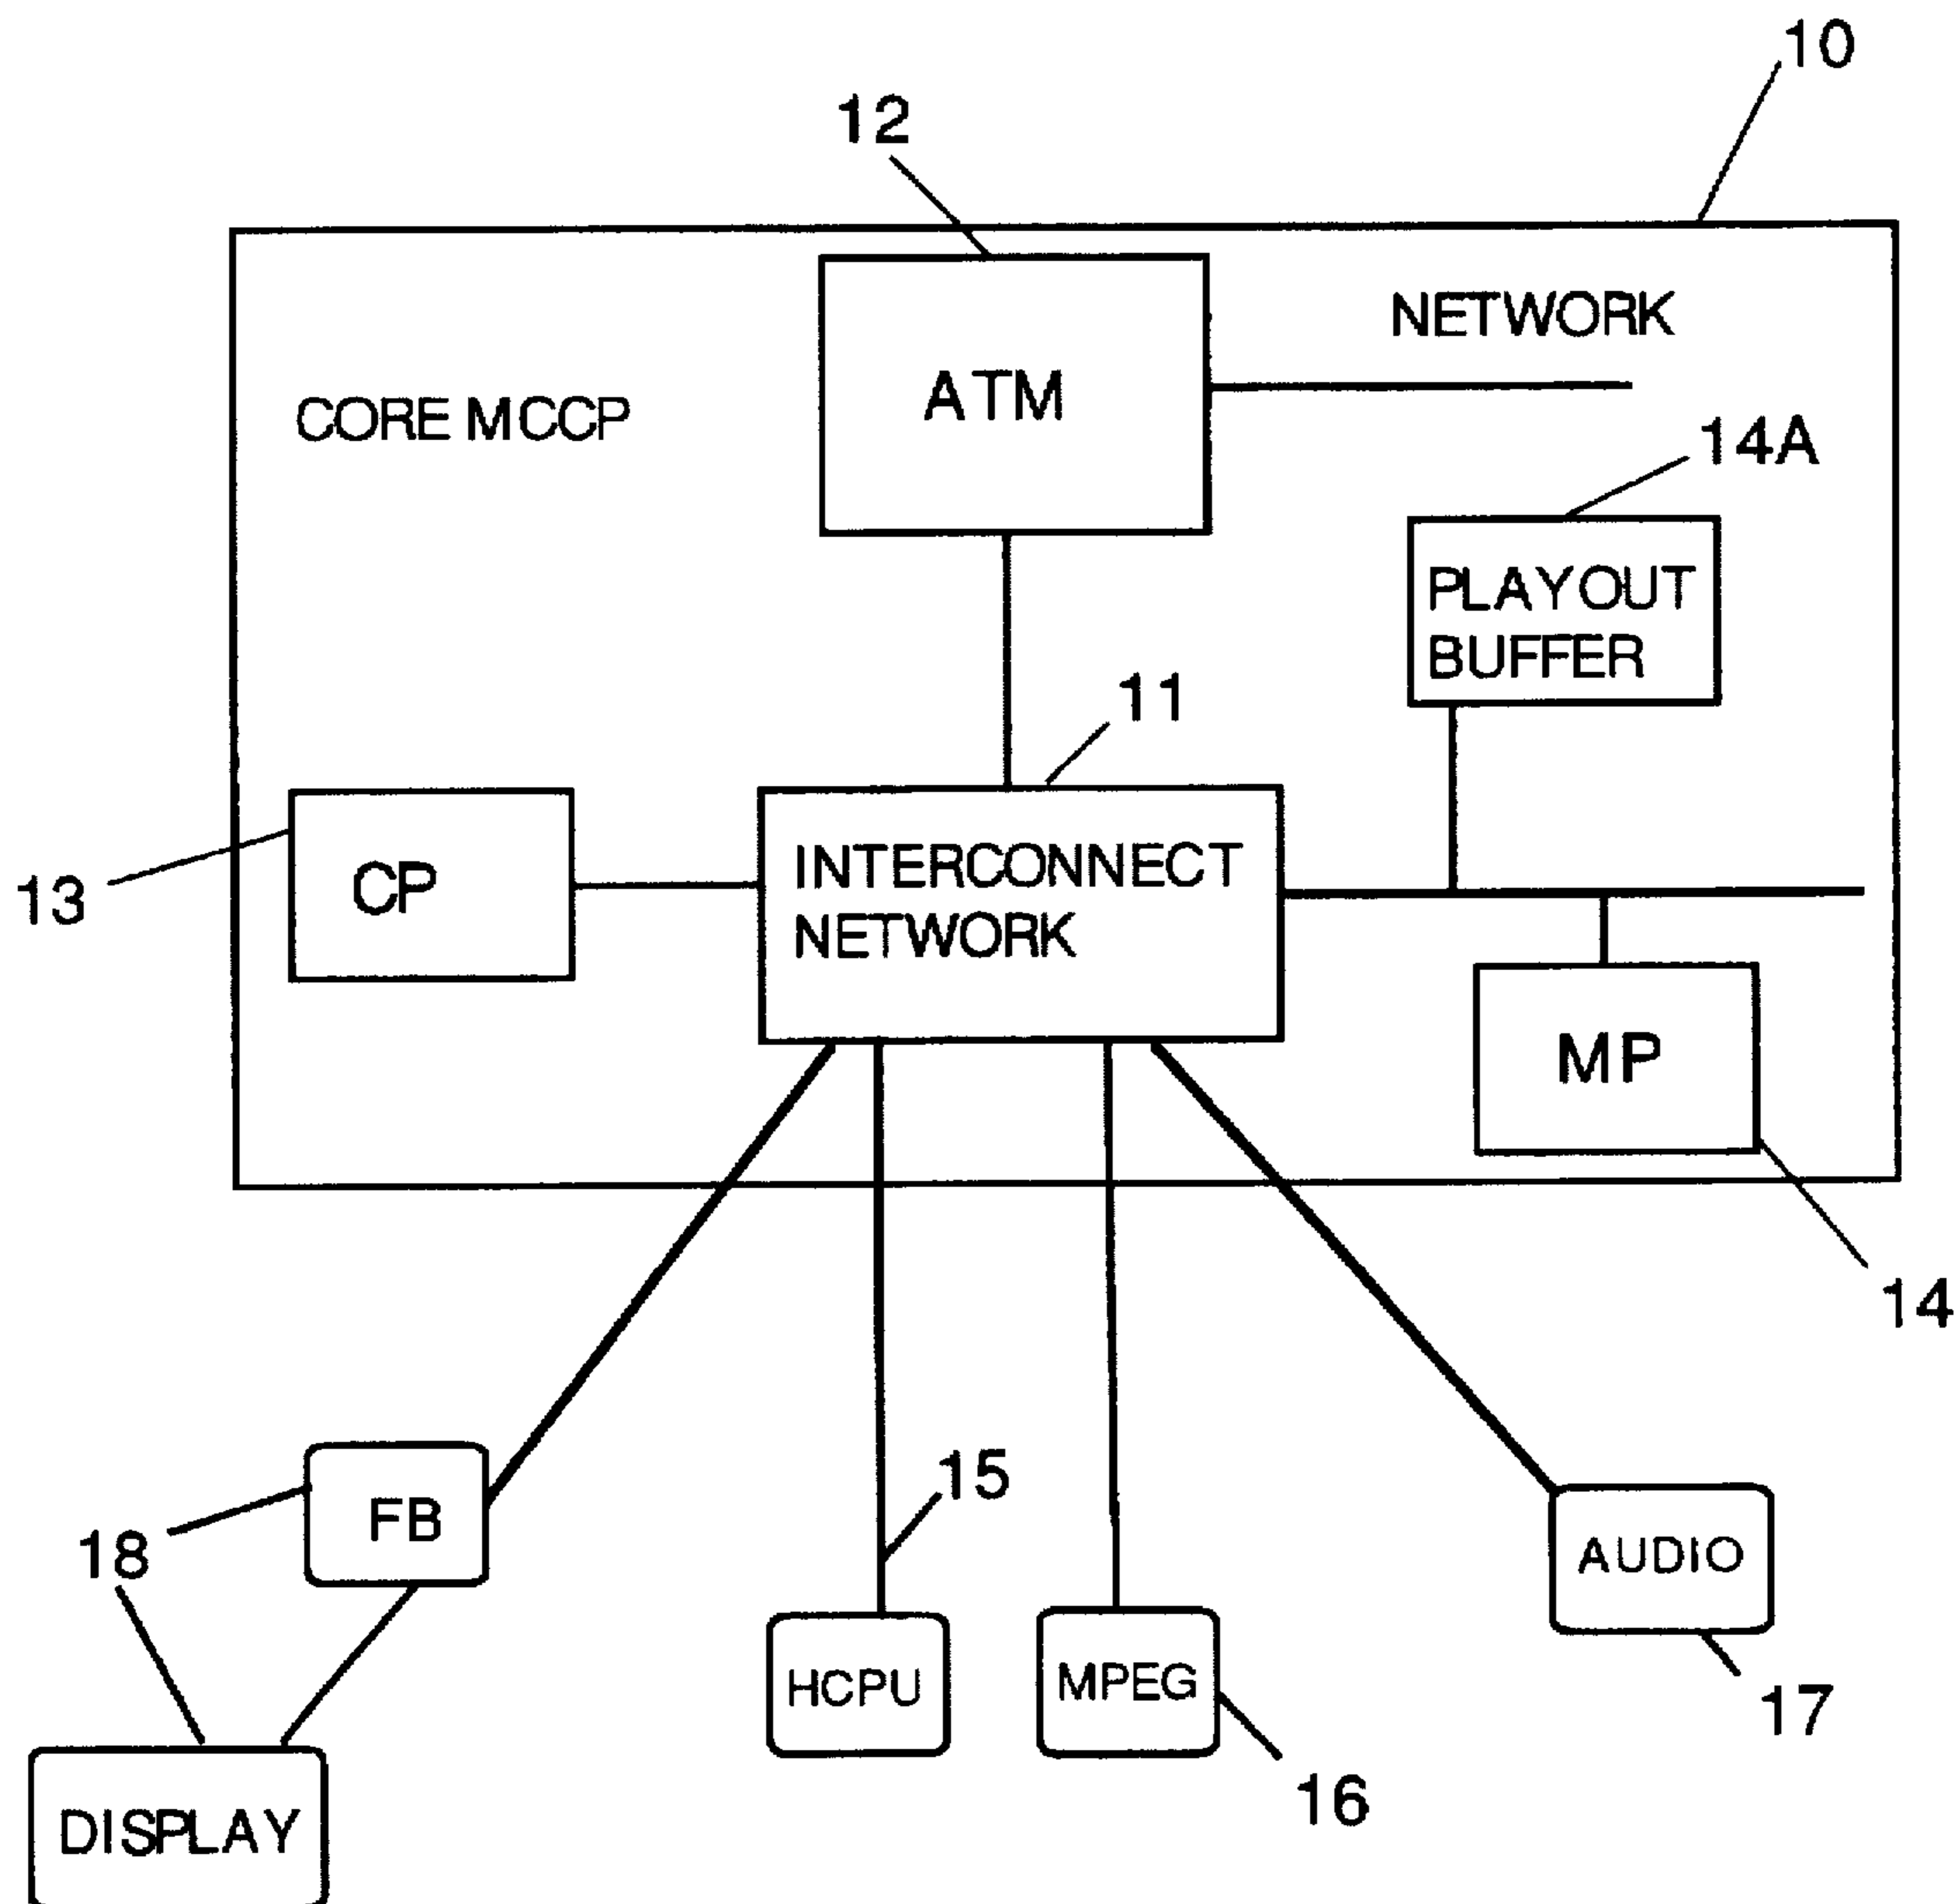 10
12
NETWORK
ATM
CORE MCCP
14A
PLAYOUT
BUFFER
11
INTERCONNECT
NETWORK
CP
13
MP
14
15
FB
18
AUDIO
HCPU
MPEG
17
16
DISPLAY